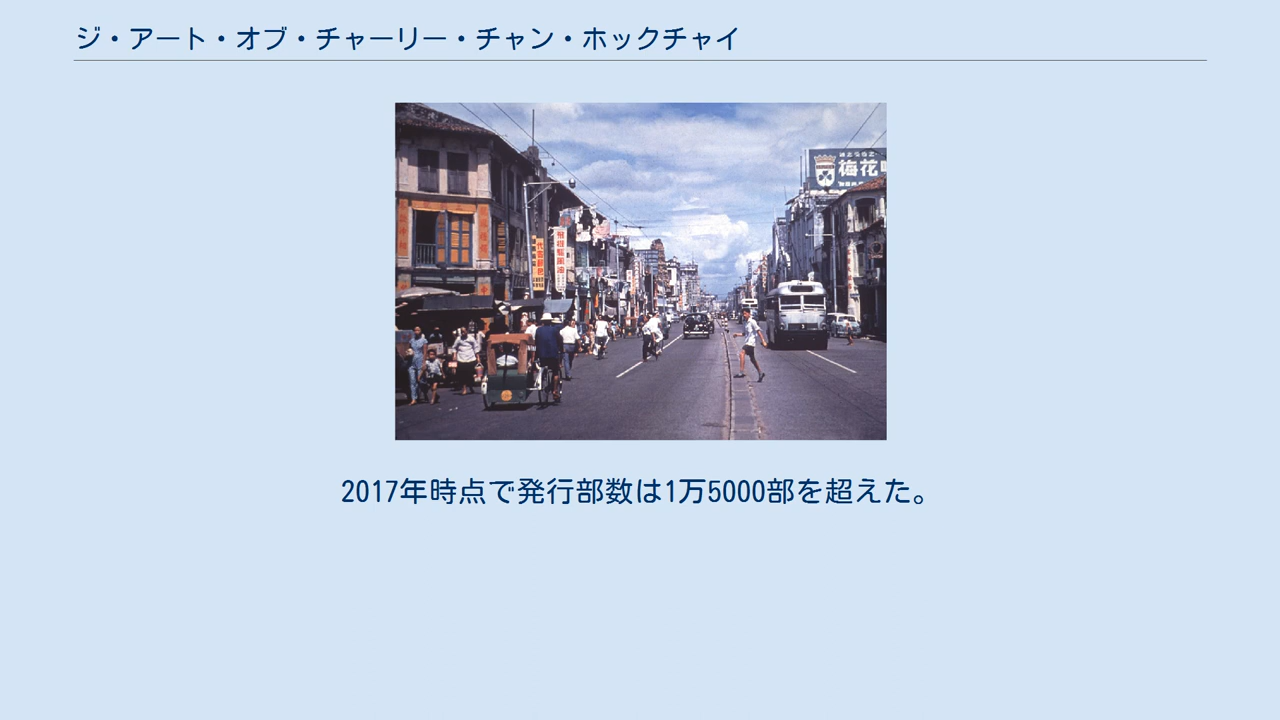 ジ・アート・オブ・チャーリー・チャン・ホックチャイ
梅花
2017年時点で発行部数は1万5000部を超えた。